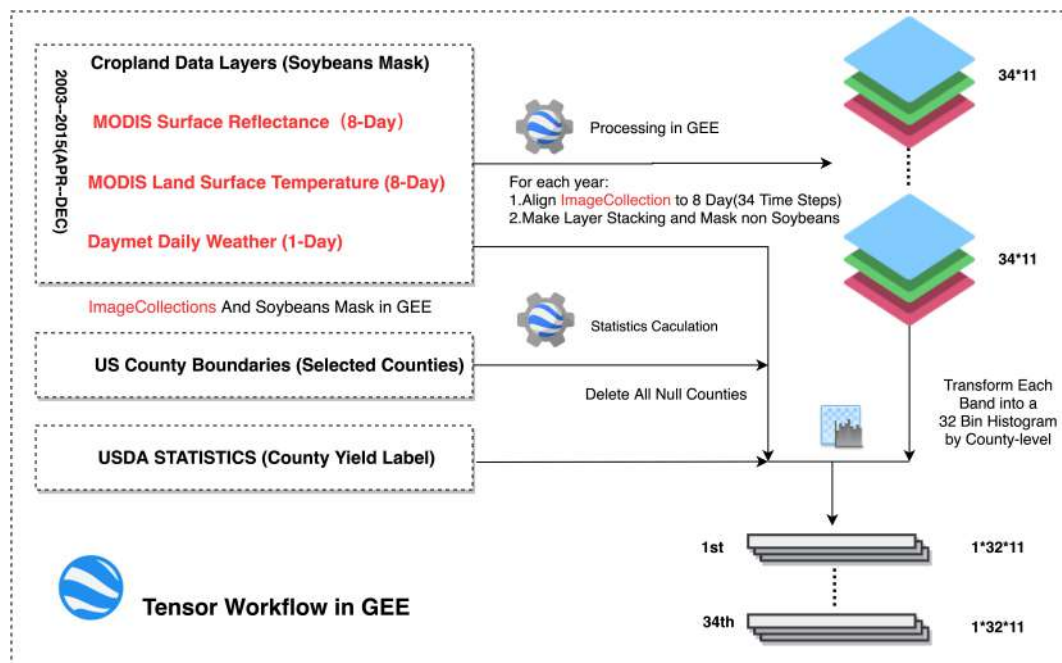 Cropland Data Layers (Soybeans Mask)
2003--2015(APR--DEC)
MODIS Surface Reflectance (8-Day)
MODIS Land Surface Temperature (8-Day)
Daymet Daily Weather (1-Day)
Processing in GEE
For each year:
1.Align ImageCollection to 8 Day(34 Time Steps)
2.Make Layer Stacking and Mask non Soybeans
34*11
34*11
ImageCollections And Soybeans Mask in GEE
Statistics Caculation
US County Boundaries (Selected Counties)
Delete All Null Counties
Transform Each
Band into a
32 Bin Histogram
by County-level
USDA STATISTICS (County Yield Label)
1st
1*32*11
34th
1*32*11
Tensor Workflow in GEE